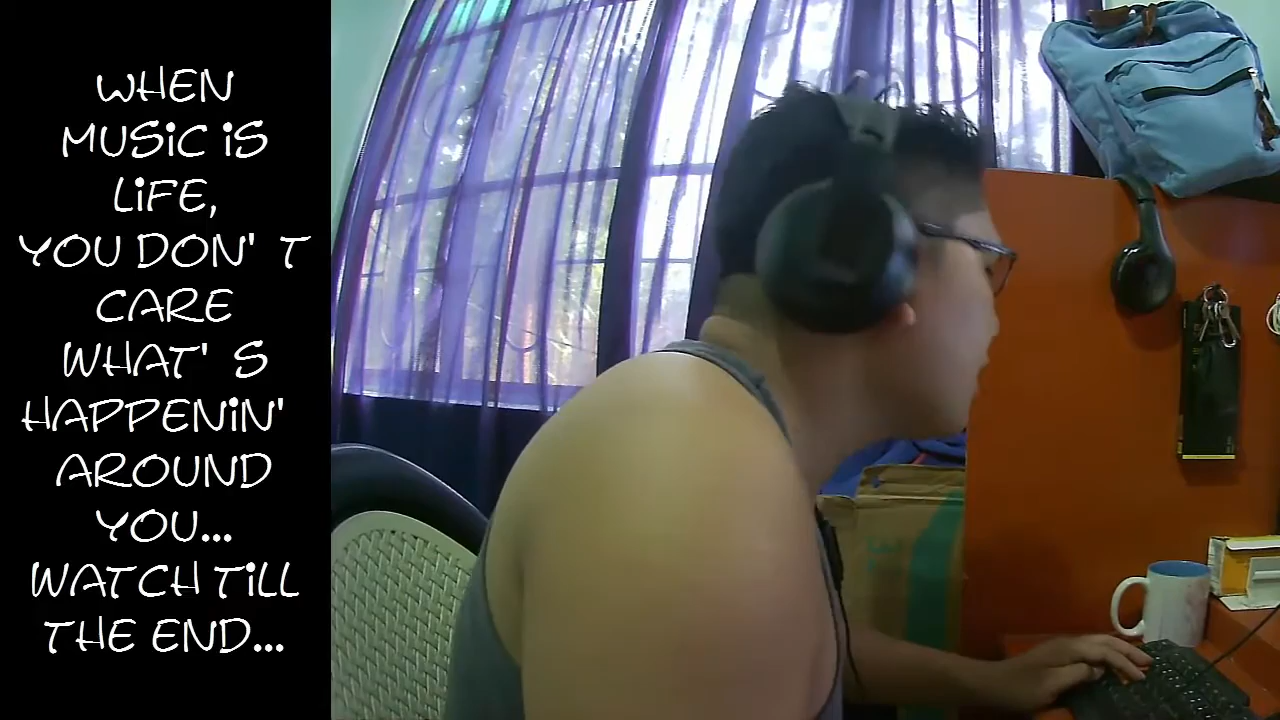 WHEN
MUSiC iS
LiFE,
YOU DON' T
CARE
WHAT' S
HAPPENiN'
AROUND
YOU...
WATCH TiLL
THE END...